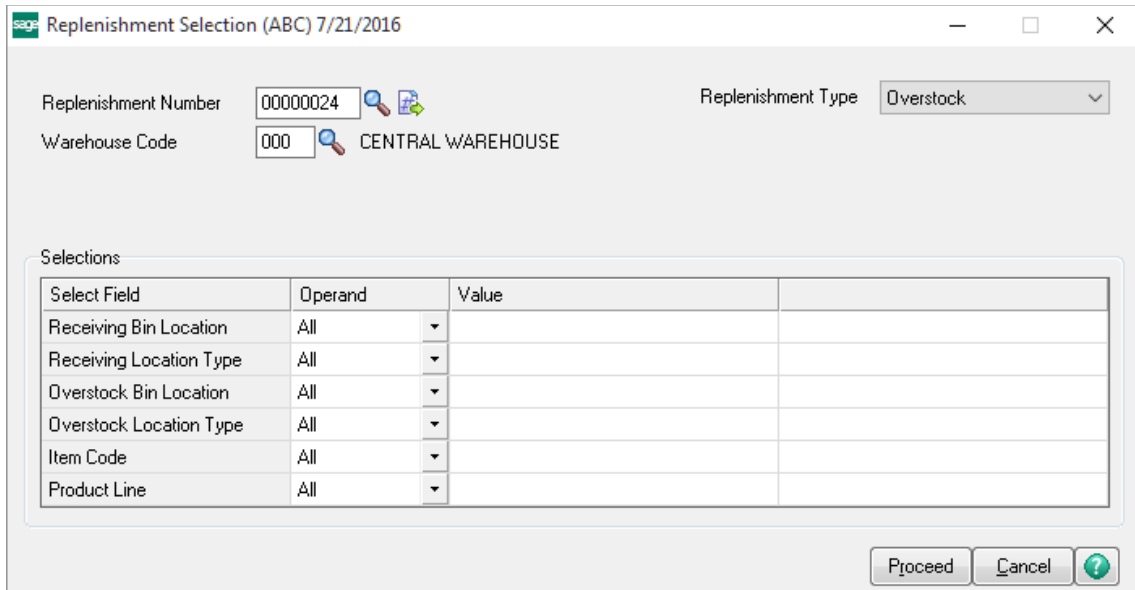 sage Replenishment Selection (ABC) 7/21/2016
Replenishment Number 00000024 Replenishment Type Overstock
Warehouse Code 000 CENTRAL WAREHOUSE
Selections
Select Field Operand Value
Receiving Bin Location All
Receiving Location Type All
Overstock Bin Location All
Overstock Location Type All
Item Code All
Product Line All
Proceed Cancel ?